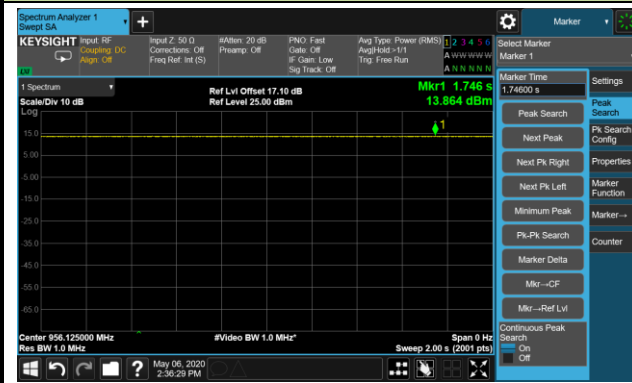 Spectrum Analyzer 1
Swept SA
Marker
KEYSIGHT
Input: RF
Coupling: DC
Align: Off
Input Z: 50 Ω
Corrections: Off
Freq Ref: Int (S)
#Atten: 20 dB
Preamp: Off
PNO: Fast
Gate: Off
IF Gain: Low
Sig Track: Off
Avg Type: Power (RMS)
Avg|Hold:>1/1
Trig: Free Run
1 2 3 4 5 6
A W W W W W
A N N N N N
Select Marker
Marker 1
1 Spectrum
Scale/Div 10 dB
Log
Ref Lvl Offset 17.10 dB
Ref Level 25.00 dBm
Mkr1 1.746 s
13.864 dBm
1
15.0
5.00
-5.00
-15.0
-25.0
-35.0
-45.0
-55.0
-65.0
Center 956.125000 MHz
Res BW 1.0 MHz
#Video BW 1.0 MHz*
Span 0 Hz
Sweep 2.00 s (2001 pts)
Marker Time
1.74600 s
Peak Search
Next Peak
Next Pk Right
Next Pk Left
Minimum Peak
Pk-Pk Search
Marker Delta
Mkr→CF
Mkr→Ref Lvl
Continuous Peak
Search
On
Off
Settings
Peak
Search
Pk Search
Config
Properties
Marker
Function
Marker→
Counter
?
May 06, 2020
2:36:29 PM